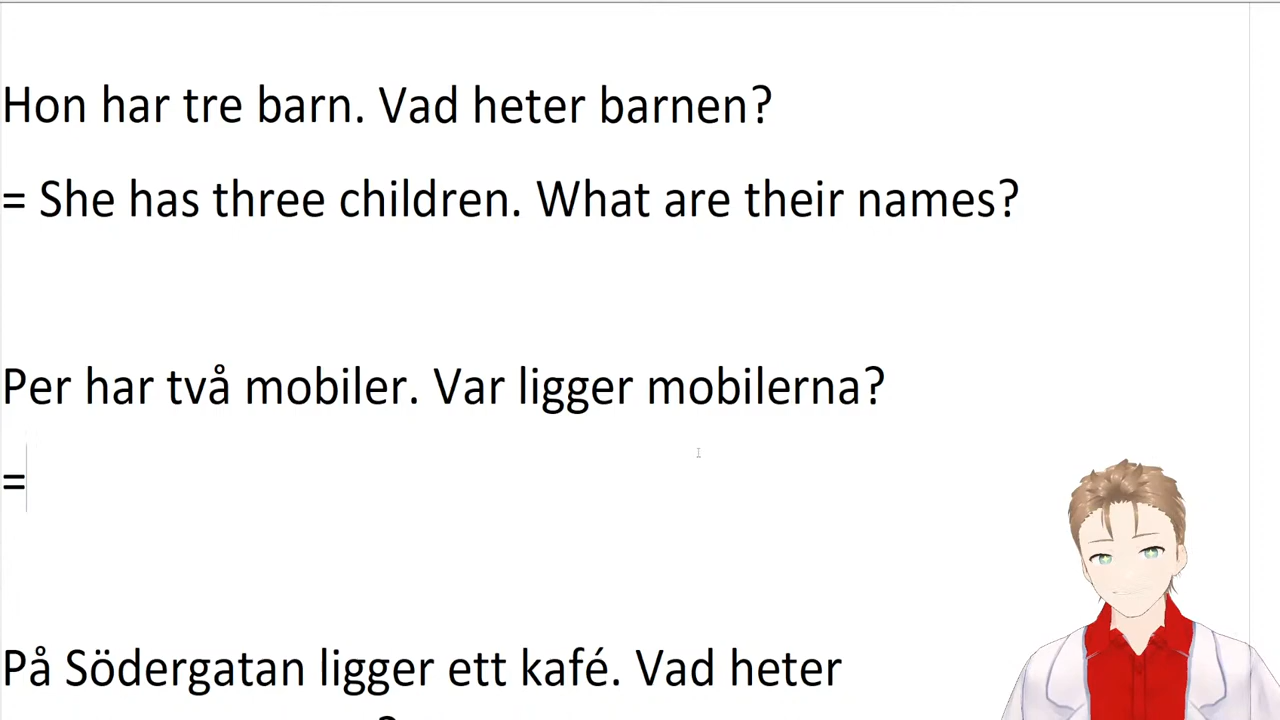 Hon har tre barn. Vad heter barnen?
= She has three children. What are their names?
Per har två mobiler. Var ligger mobilerna?
=
På Södergatan ligger ett kafé. Vad heter
?